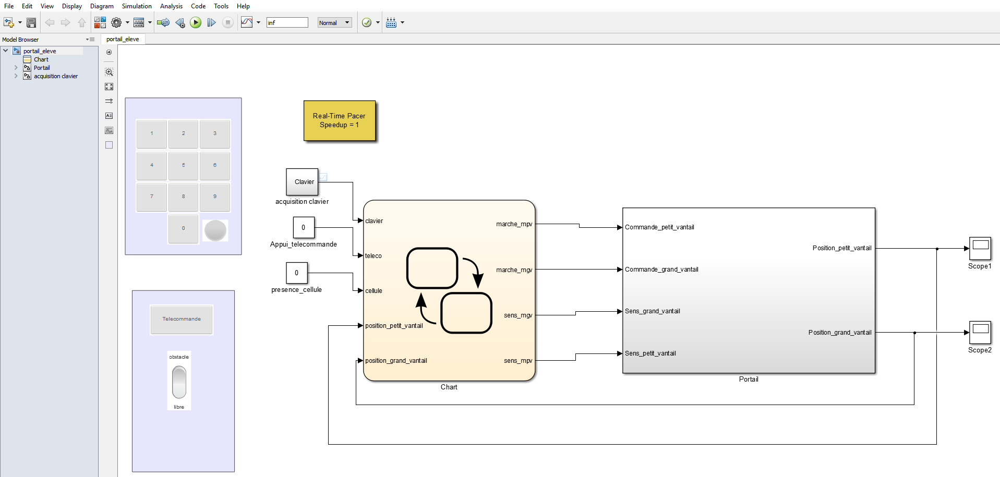 File Edit View Display Diagram Simulation Analysis Code Tools Help
inf
Normal
Model Browser
portail_eleve
portail_eleve
Chart
Portail
acquisition clavier
1 2 3
4 5 6
7 8 9
0
Telecommande
obstacle
libre
Real-Time Pacer
Speedup = 1
Clavier
acquisition clavier
0
Appui_telecommande
0
presence_cellule
clavier
teleco
cellule
position_petit_vantail
position_grand_vantail
marche_mpv
marche_mgv
sens_mgv
sens_mpv
Chart
Commande_petit_vantail
Commande_grand_vantail
Sens_grand_vantail
Sens_petit_vantail
Position_petit_vantail
Position_grand_vantail
Portail
Scope1
Scope2